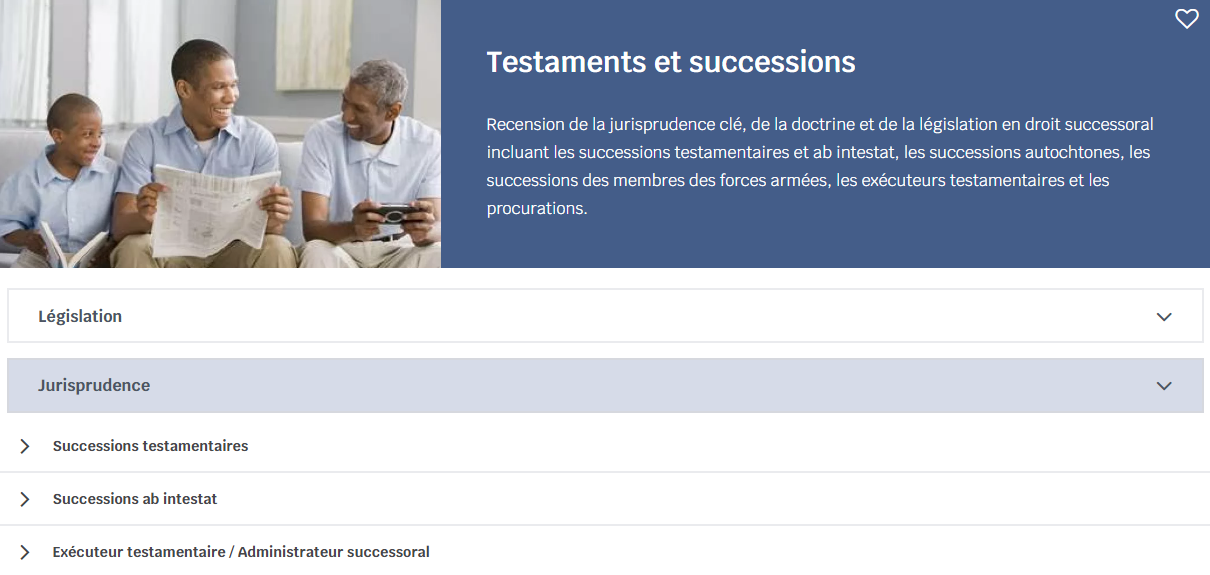 Testaments et successions
Recension de la jurisprudence clé, de la doctrine et de la législation en droit successoral
incluant les successions testamentaires et ab intestat, les successions autochtones, les
successions des membres des forces armées, les exécuteurs testamentaires et les
procurations.
Législation
Jurisprudence
Successions testamentaires
Successions ab intestat
Exécuteur testamentaire / Administrateur successoral